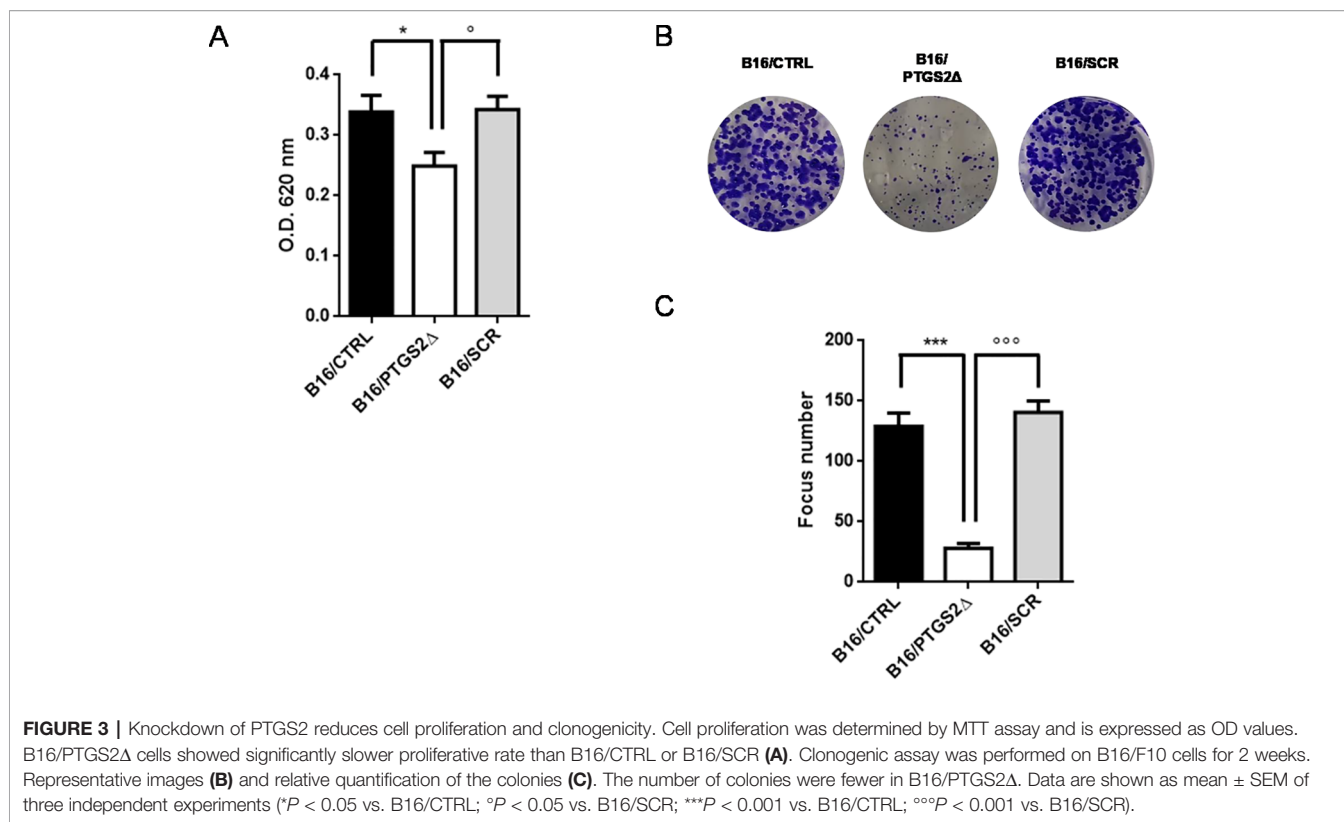 A
* °
0.4
0.3
0.2
0.1
0.0
O.D. 620 nm
B16/CTRL
B16/PTGS2Δ
B16/SCR
B
B16/CTRL
B16/
PTGS2Δ
B16/SCR
C
*** °°°
200
150
100
50
0
Focus number
B16/CTRL
B16/PTGS2Δ
B16/SCR
FIGURE 3 | Knockdown of PTGS2 reduces cell proliferation and clonogenicity. Cell proliferation was determined by MTT assay and is expressed as OD values.
B16/PTGS2Δ cells showed significantly slower proliferative rate than B16/CTRL or B16/SCR (A). Clonogenic assay was performed on B16/F10 cells for 2 weeks.
Representative images (B) and relative quantification of the colonies (C). The number of colonies were fewer in B16/PTGS2Δ. Data are shown as mean ± SEM of
three independent experiments (*P < 0.05 vs. B16/CTRL; °P < 0.05 vs. B16/SCR; ***P < 0.001 vs. B16/CTRL; °°°P < 0.001 vs. B16/SCR).